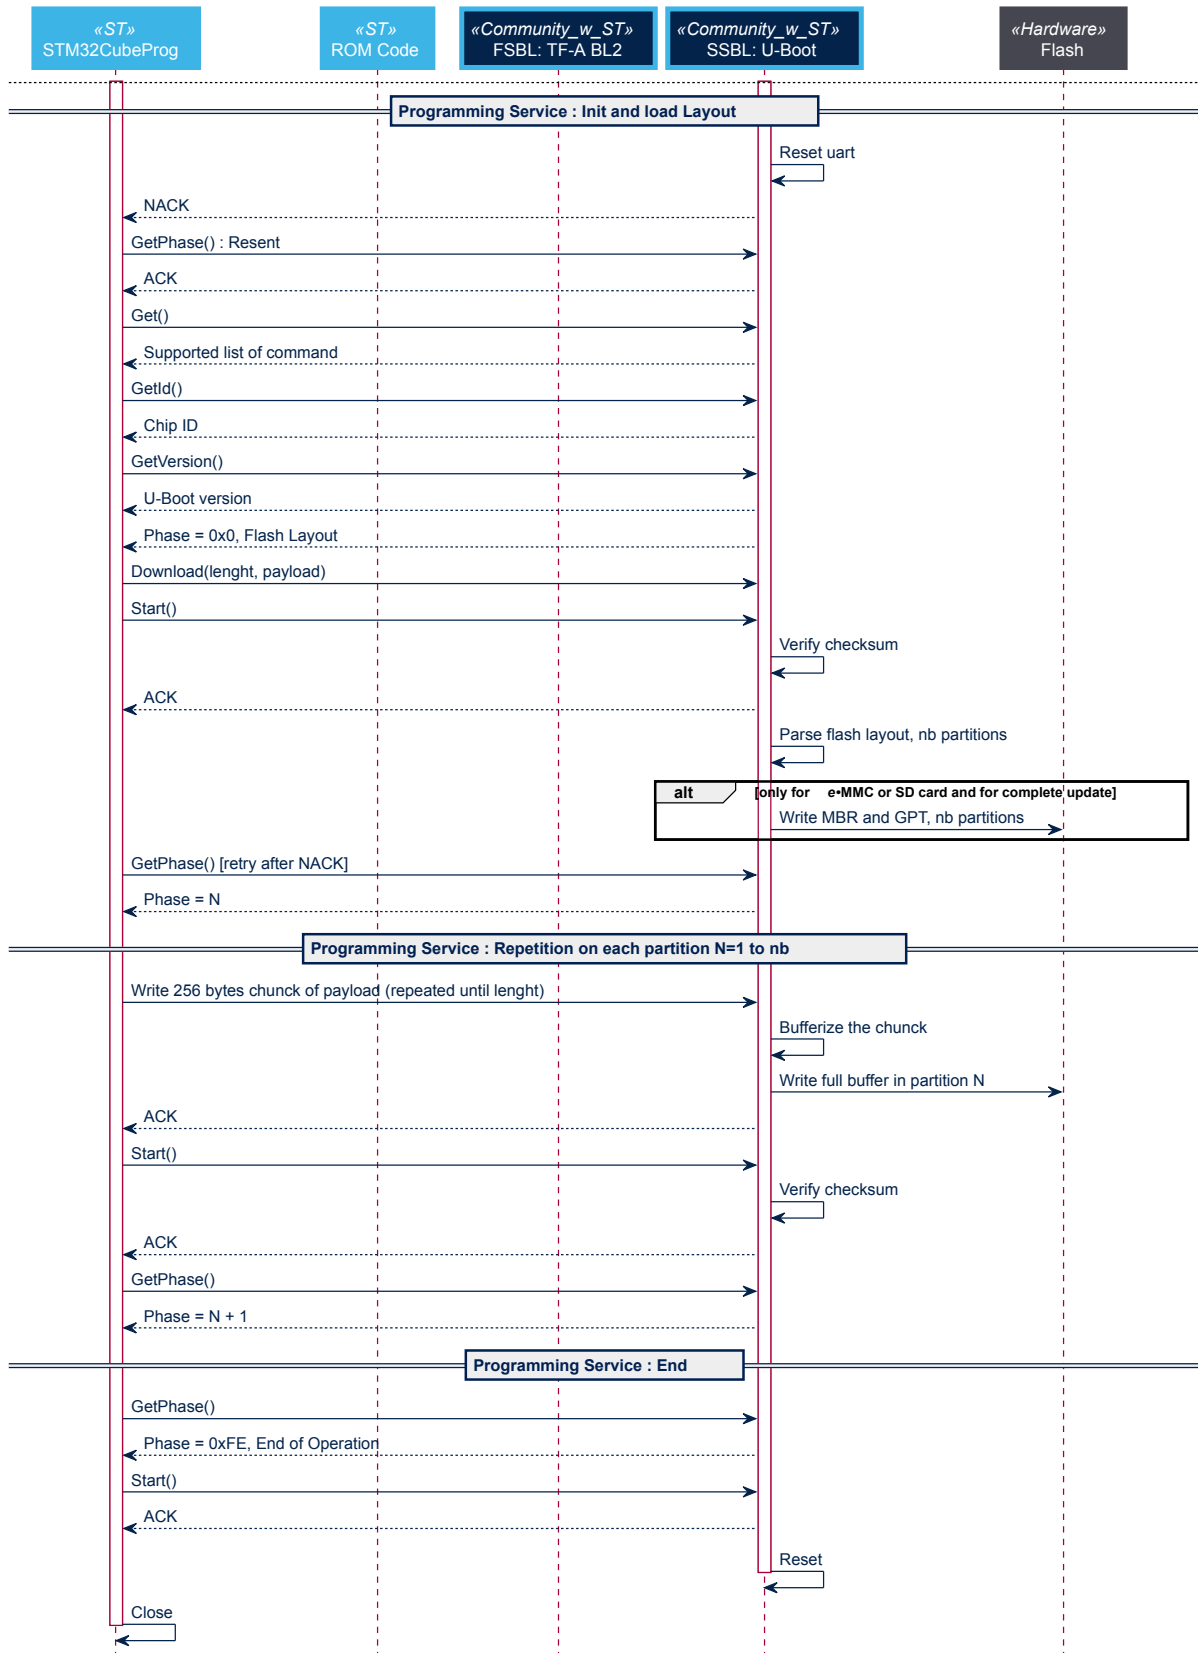 «ST»
STM32CubeProg
«ST»
ROM Code
«Community_w_ST»
FSBL: TF-A BL2
«Community_w_ST»
SSBL: U-Boot
«Hardware»
Flash
Programming Service : Init and load Layout
Reset uart
NACK
GetPhase() : Resent
ACK
Get()
Supported list of command
GetId()
Chip ID
GetVersion()
U-Boot version
Phase = 0x0, Flash Layout
Download(lenght, payload)
Start()
Verify checksum
ACK
Parse flash layout, nb partitions
alt [only for e•MMC or SD card and for complete update]
Write MBR and GPT, nb partitions
GetPhase() [retry after NACK]
Phase = N
Programming Service : Repetition on each partition N=1 to nb
Write 256 bytes chunck of payload (repeated until lenght)
Bufferize the chunck
Write full buffer in partition N
ACK
Start()
Verify checksum
ACK
GetPhase()
Phase = N + 1
Programming Service : End
GetPhase()
Phase = 0xFE, End of Operation
Start()
ACK
Reset
Close